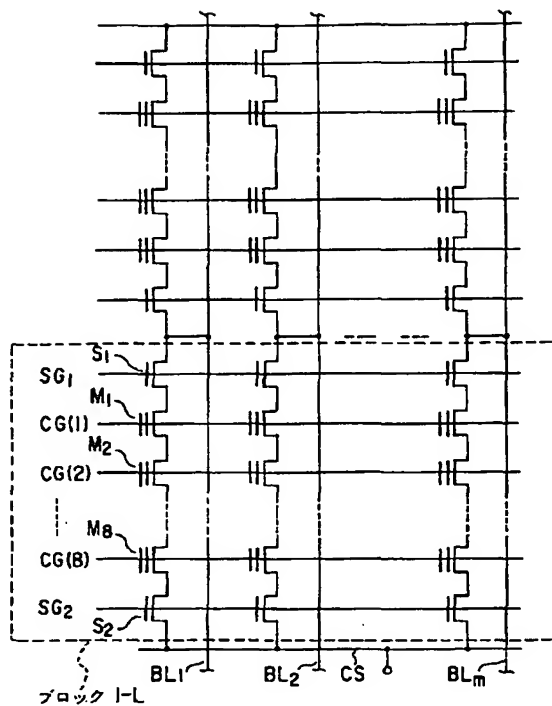 S1
SG1
M1
CG(1)
M2
CG(2)
M8
CG(8)
SG2
S2
BL1
BL2
CS
BLm
ブロック 1-L